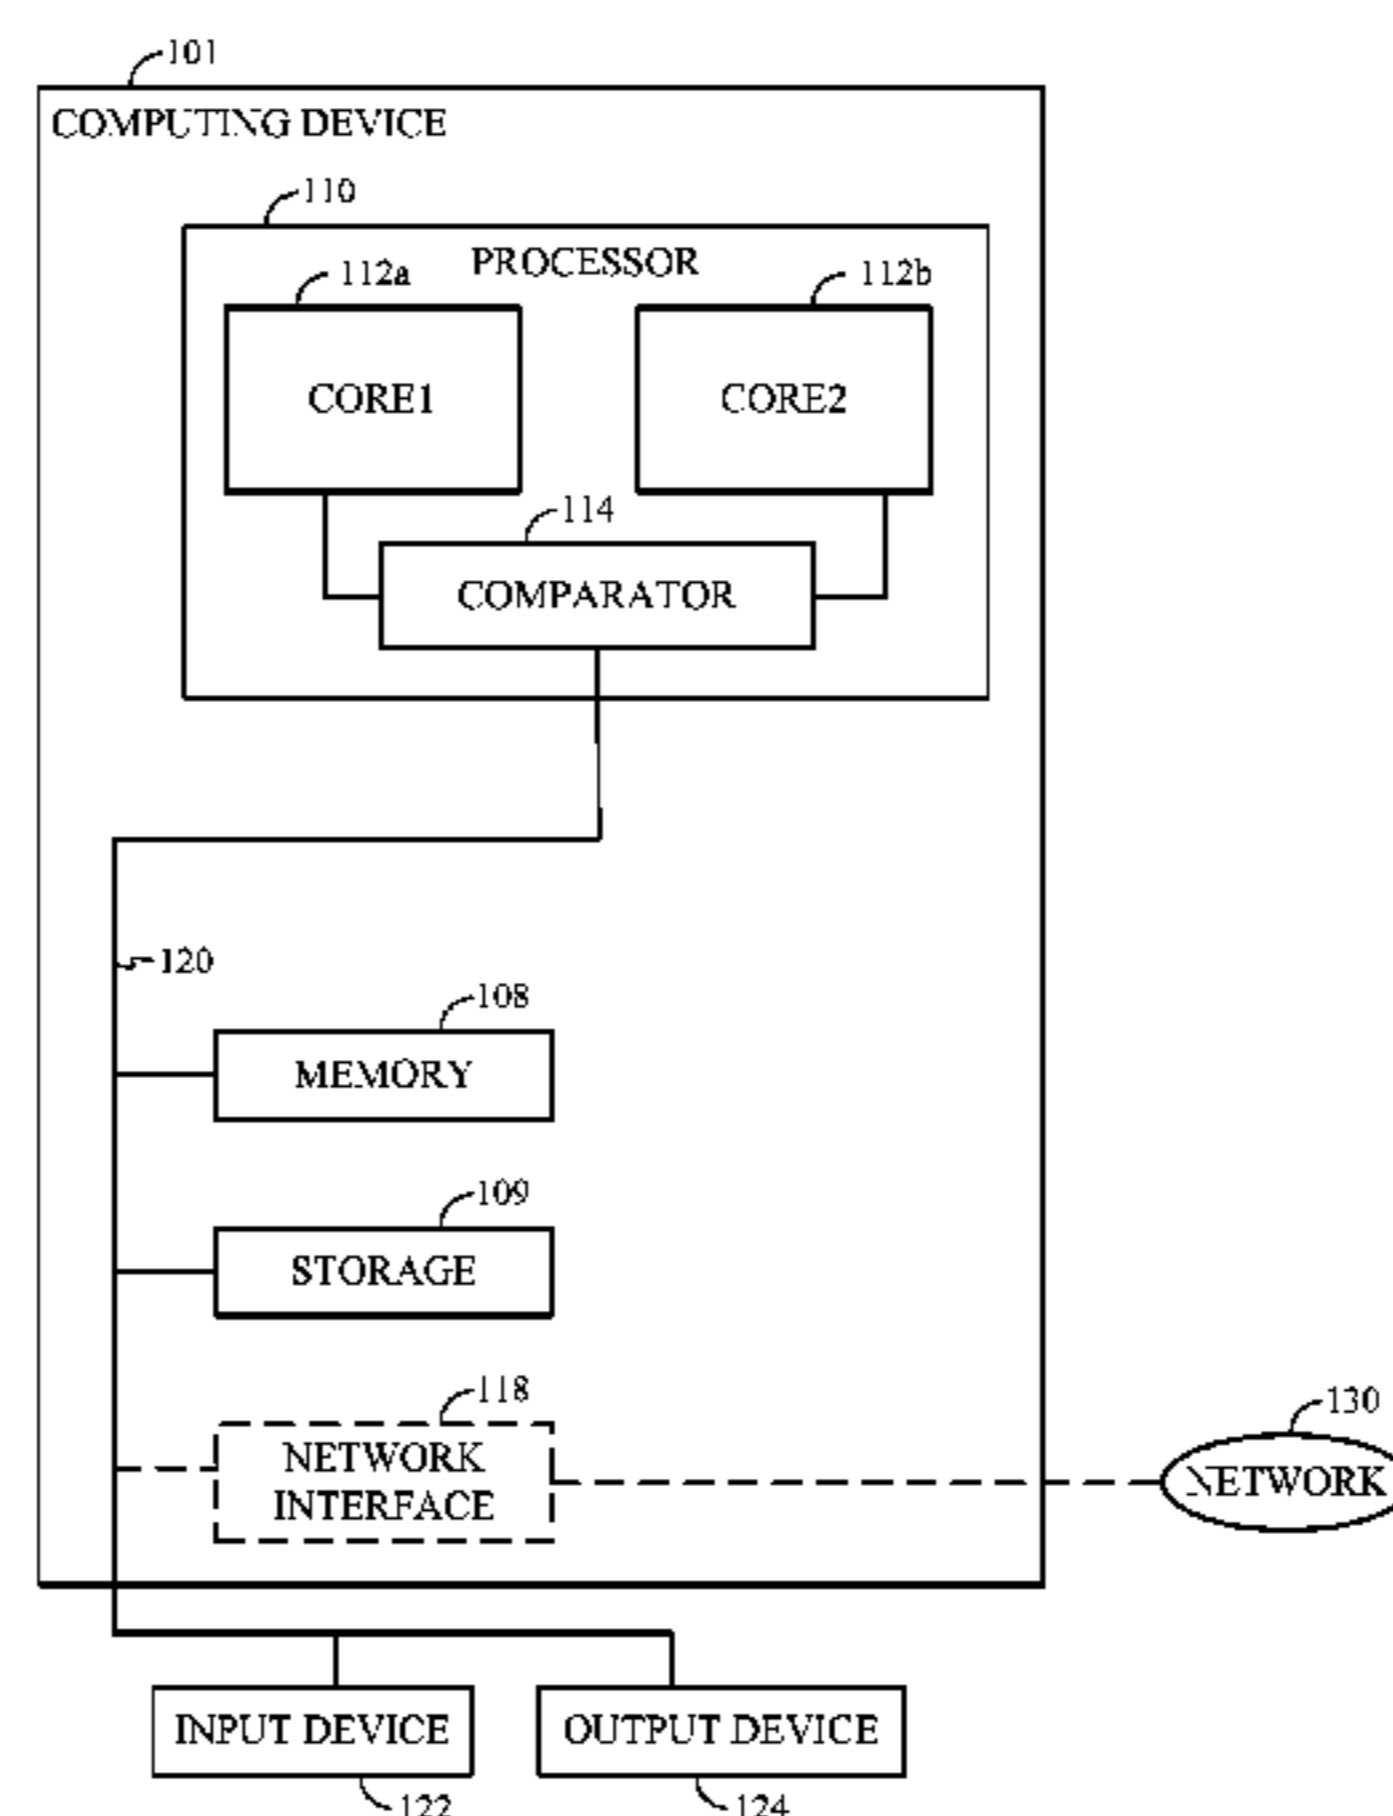 101
COMPUTING DEVICE
110
PROCESSOR
112a
112b
CORE1
CORE2
114
COMPARATOR
120
108
MEMORY
109
STORAGE
118
NETWORK
INTERFACE
130
NETWORK
INPUT DEVICE
OUTPUT DEVICE
122
124